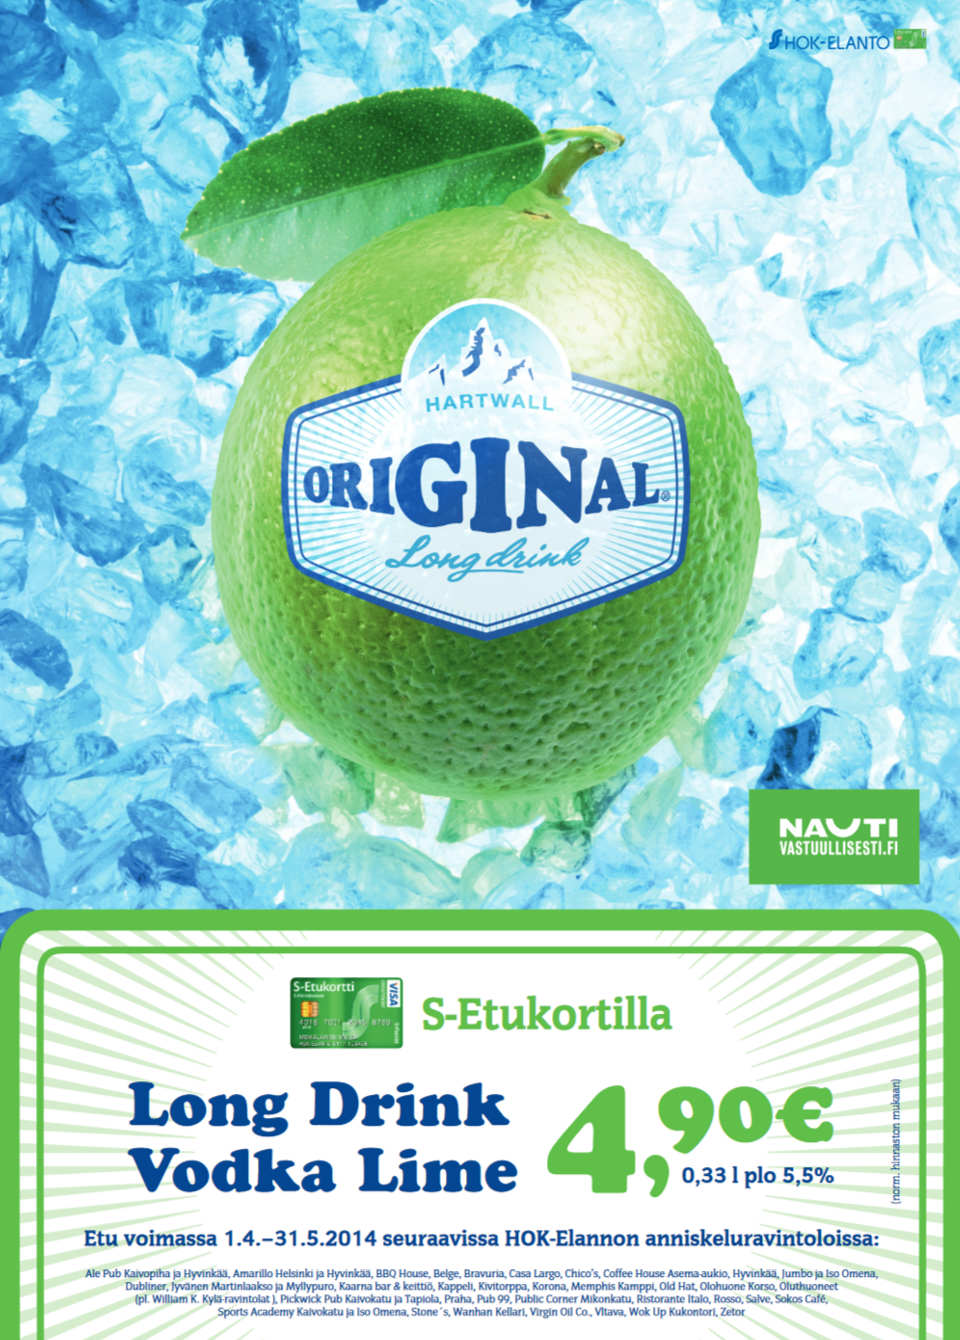 HOK-ELANTO
HARTWALL
ORIGINAL®
Long drink
NAUTI
VASTUULLISESTI.FI
S-Etukortti
VISA
S-Etukortilla
Long Drink
Vodka Lime
4,90€
0,33 l plo 5,5%
(norm. hinnaston mukaan)
Etu voimassa 1.4.–31.5.2014 seuraavissa HOK-Elannon anniskeluravintoloissa:
Ale Pub Kaivopiha ja Hyvinkää, Amarillo Helsinki ja Hyvinkää, BBQ House, Belge, Bravuria, Casa Largo, Chico's, Coffee House Asema-aukio, Hyvinkää, Jumbo ja Iso Omena,
Dubliner, Jyvänen Martinlaakso ja Myllypuro, Kaarna bar & keittiö, Kappeli, Kivitorppa, Korona, Memphis Kamppi, Old Hat, Olohuone Korso, Oluthuoneet
(pl. William K. Kylä-ravintolat ), Pickwick Pub Kaivokatu ja Tapiola, Praha, Pub 99, Public Corner Mikonkatu, Ristorante Italo, Rosso, Salve, Sokos Café,
Sports Academy Kaivokatu ja Iso Omena, Stone´s, Wanhan Kellari, Virgin Oil Co., Vltava, Wok Up Kukontori, Zetor